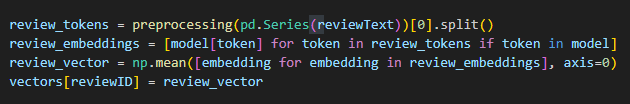 review_tokens = preprocessing(pd.Series(reviewText))[0].split()
review_embeddings = [model[token] for token in review_tokens if token in model]
review_vector = np.mean([embedding for embedding in review_embeddings], axis=0)
vectors[reviewID] = review_vector